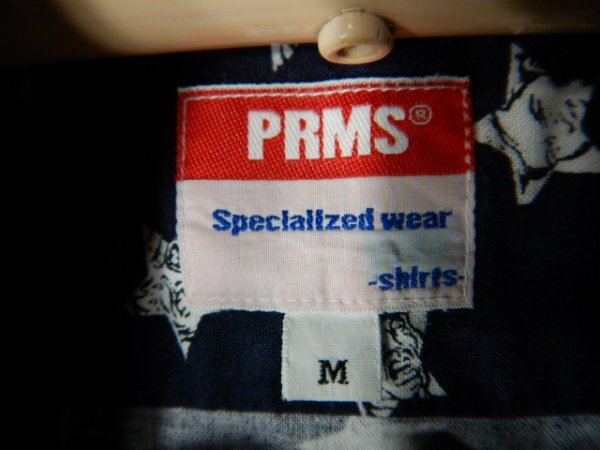 PRMS®
Specialized wear
-shirts-
M